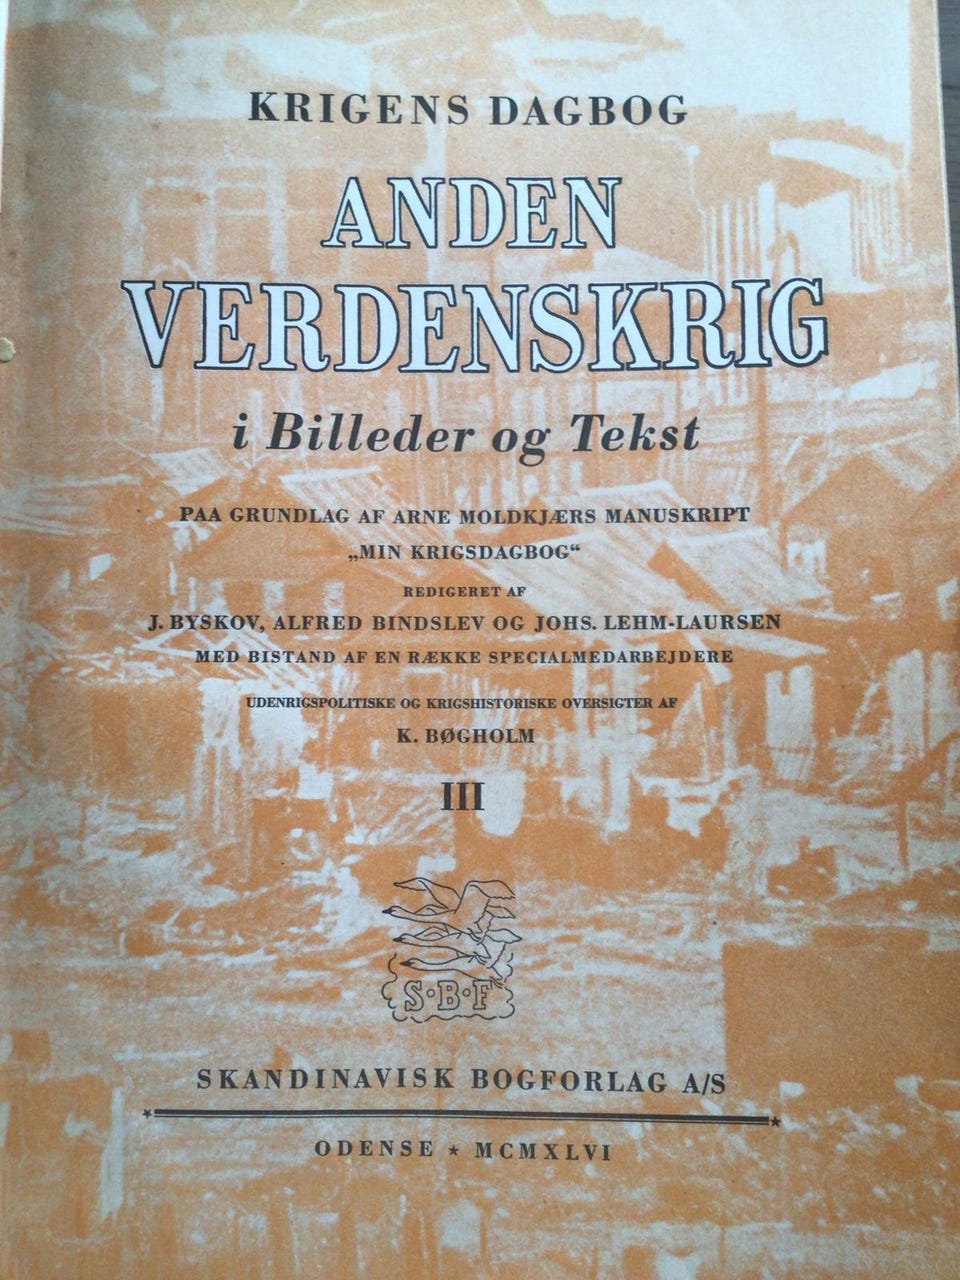 KRIGENS DAGBOG
ANDEN
VERDENSKRIG
i Billeder og Tekst
PAA GRUNDLAG AF ARNE MOLDKJÆRS MANUSKRIPT
„MIN KRIGSDAGBOG“
REDIGERET AF
J. BYSKOV, ALFRED BINDSLEV OG JOHS. LEHM-LAURSEN
MED BISTAND AF EN RÆKKE SPECIALMEDARBEJDERE
UDENRIGSPOLITISKE OG KRIGSHISTORISKE OVERSIGTER AF
K. BØGHOLM
III
S·B·F
SKANDINAVISK BOGFORLAG A/S
ODENSE ★ MCMXLVI